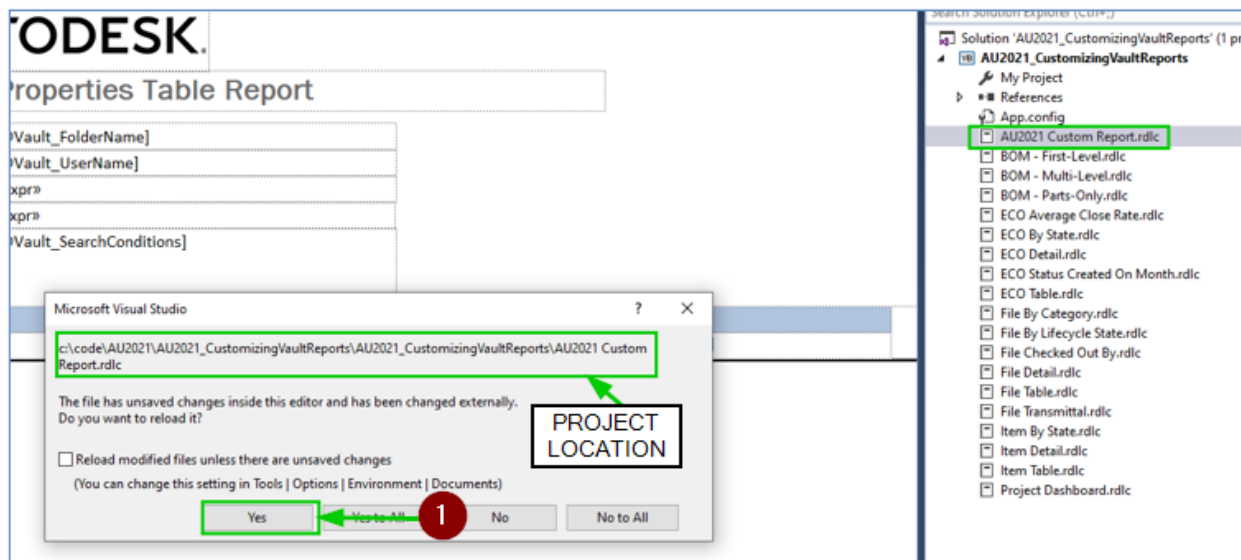 TODESK.
Properties Table Report
Vault_FolderName]
Vault_UserName]
xpr»
xpr»
Vault_SearchConditions]
Microsoft Visual Studio
?
c:\code\AU2021\AU2021_CustomizingVaultReports\AU2021_CustomizingVaultReports\AU2021 Custom
Report.rdlc
The file has unsaved changes inside this editor and has been changed externally.
Do you want to reload it?
PROJECT
LOCATION
Reload modified files unless there are unsaved changes
(You can change this setting in Tools | Options | Environment | Documents)
Yes
Yes to All
1
No
No to All
Search Solution Explorer (Ctrl+;)
Solution 'AU2021_CustomizingVaultReports' (1 pr
AU2021_CustomizingVaultReports
My Project
References
App.config
AU2021 Custom Report.rdlc
BOM - First-Level.rdlc
BOM - Multi-Level.rdlc
BOM - Parts-Only.rdlc
ECO Average Close Rate.rdlc
ECO By State.rdlc
ECO Detail.rdlc
ECO Status Created On Month.rdlc
ECO Table.rdlc
File By Category.rdlc
File By Lifecycle State.rdlc
File Checked Out By.rdlc
File Detail.rdlc
File Table.rdlc
File Transmittal.rdlc
Item By State.rdlc
Item Detail.rdlc
Item Table.rdlc
Project Dashboard.rdlc